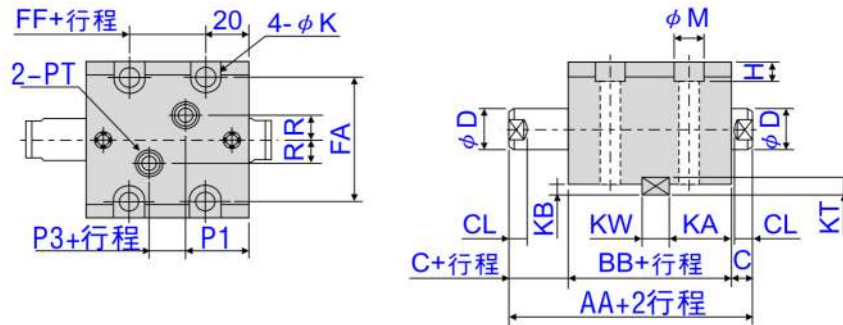 FF+行程
20
4-φK
2-PT
R
R
FA
P3+行程
P1
φM
H
φD
φD
CL
KB
KW
KA
CL
KT
C+行程
BB+行程
C
AA+2行程